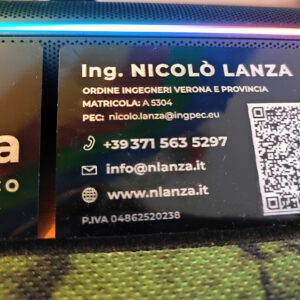 Ing. NICOLÒ LANZA
ORDINE INGEGNERI VERONA E PROVINCIA
MATRICOLA: A 5304
PEC: nicolo.lanza@ingpec.eu
+39 371 563 5297
info@nlanza.it
www.nlanza.it
P.IVA 04862520238
a
CO